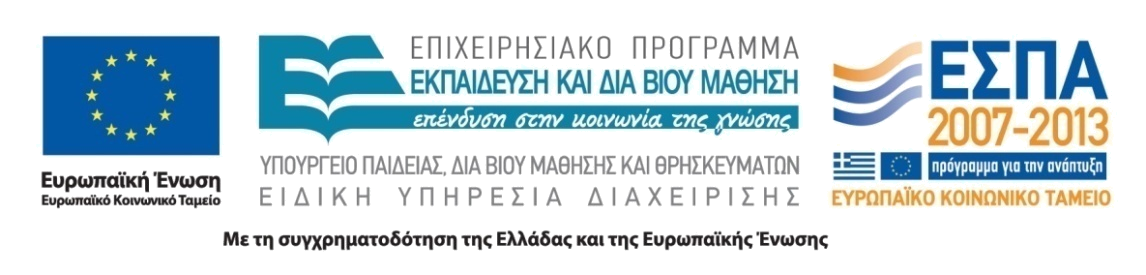 Ευρωπαϊκή Ένωση
Ευρωπαϊκό Κοινωνικό Ταμείο
ΕΠΙΧΕΙΡΗΣΙΑΚΟ ΠΡΟΓΡΑΜΜΑ
ΕΚΠΑΙΔΕΥΣΗ ΚΑΙ ΔΙΑ ΒΙΟΥ ΜΑΘΗΣΗ
επένδυση στην κοινωνία της γνώσης
ΥΠΟΥΡΓΕΙΟ ΠΑΙΔΕΙΑΣ, ΔΙΑ ΒΙΟΥ ΜΑΘΗΣΗΣ ΚΑΙ ΘΡΗΣΚΕΥΜΑΤΩΝ
ΕΙΔΙΚΗ ΥΠΗΡΕΣΙΑ ΔΙΑΧΕΙΡΙΣΗΣ
ΕΣΠΑ
2007-2013
πρόγραμμα για την ανάπτυξη
ΕΥΡΩΠΑΪΚΟ ΚΟΙΝΩΝΙΚΟ ΤΑΜΕΙΟ
Με τη συγχρηματοδότηση της Ελλάδας και της Ευρωπαϊκής Ένωσης